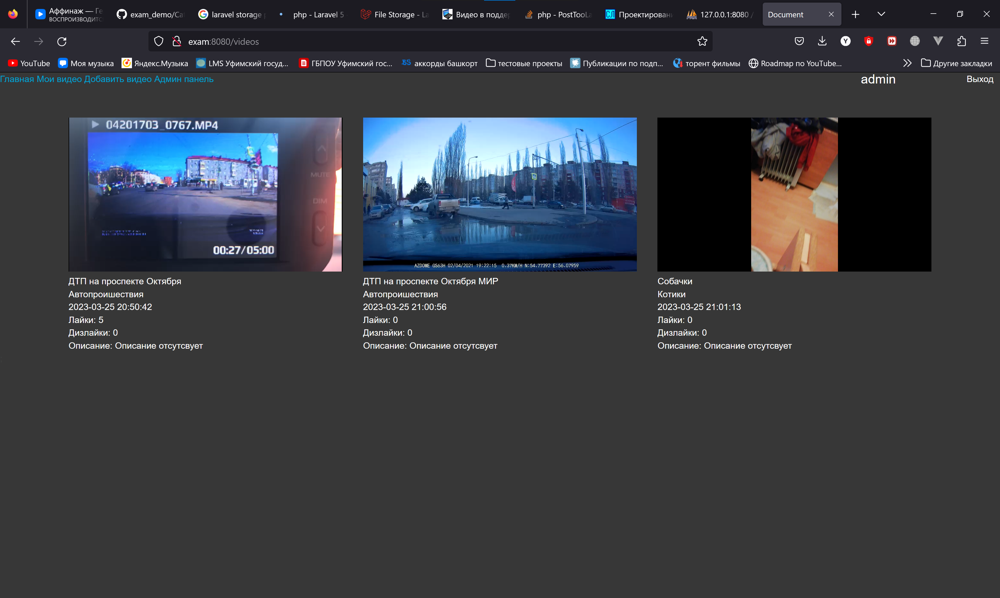 Аффинаж — Ге
ВОСПРОИЗВОДИТС
exam_demo/Cat
laravel storage p
php - Laravel 5 -
File Storage - La
Видео в поддер
php - PostTooLa
Проектировани
127.0.0.1:8080 /
Document
exam:8080/videos
YouTube
Моя музыка
Яндекс.Музыка
LMS Уфимский госуд...
ГБПОУ Уфимский гос...
аккорды башкорт
тестовые проекты
Публикации по подп...
торент фильмы
Roadmap по YouTube...
Другие закладки
Главная Мои видео Добавить видео Админ панель
admin
Выход
04201703_0767.MP4
MUTE
DIM
00:27/05:00
AZDOME GS63H 02/04/2021 19:22:15 0.37KM/H N:54.77392 E:56.07959
ДТП на проспекте Октября
Автопроишествия
2023-03-25 20:50:42
Лайки: 5
Дизлайки: 0
Описание: Описание отсутсвует
ДТП на проспекте Октября МИР
Автопроишествия
2023-03-25 21:00:56
Лайки: 0
Дизлайки: 0
Описание: Описание отсутсвует
Собачки
Котики
2023-03-25 21:01:13
Лайки: 0
Дизлайки: 0
Описание: Описание отсутсвует